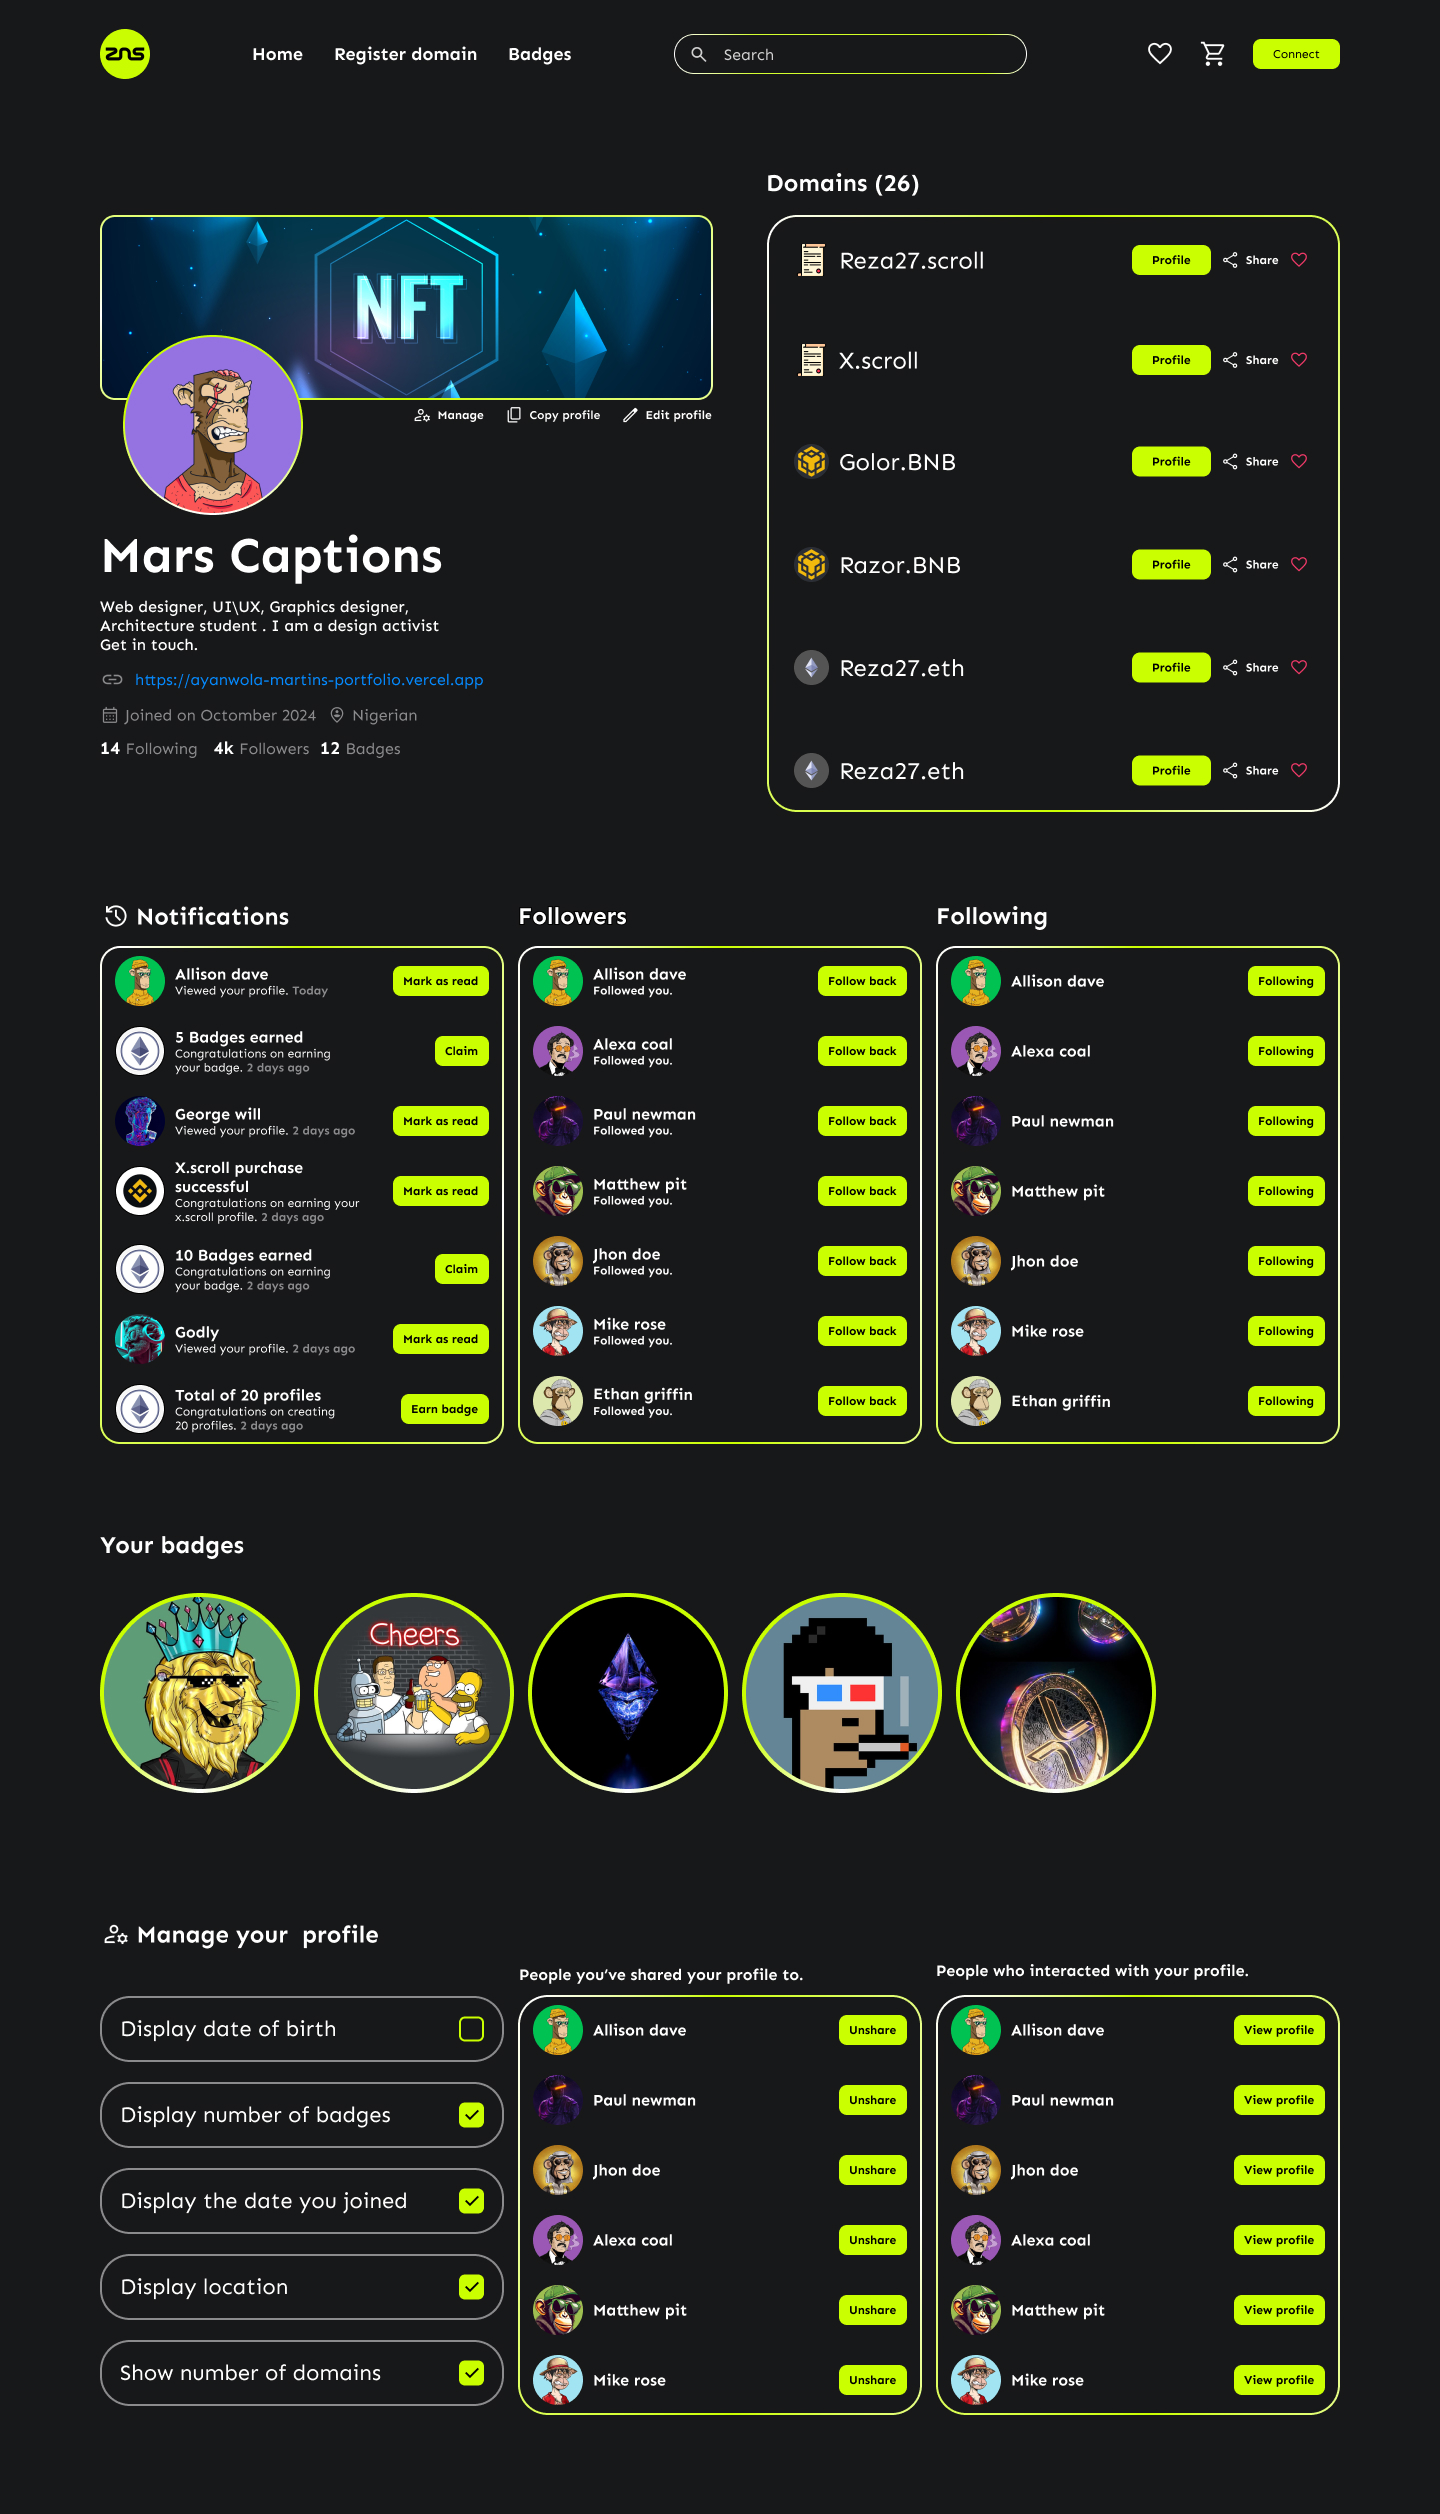 ZNS
Home
Register domain
Badges
Search
Connect
NFT
Manage
Copy profile
Edit profile
Mars Captions
Web designer, UI\UX, Graphics designer,
Architecture student . I am a design activist
Get in touch.
https://ayanwola-martins-portfolio.vercel.app
Joined on Octomber 2024
Nigerian
14 Following
4k Followers
12 Badges
Domains (26)
Reza27.scroll
Profile
Share
X.scroll
Profile
Share
Golor.BNB
Profile
Share
Razor.BNB
Profile
Share
Reza27.eth
Profile
Share
Reza27.eth
Profile
Share
Notifications
Allison dave
Viewed your profile. Today
Mark as read
5 Badges earned
Congratulations on earning
your badge. 2 days ago
Claim
George will
Viewed your profile. 2 days ago
Mark as read
X.scroll purchase
successful
Congratulations on earning your
x.scroll profile. 2 days ago
Mark as read
10 Badges earned
Congratulations on earning
your badge. 2 days ago
Claim
Godly
Viewed your profile. 2 days ago
Mark as read
Total of 20 profiles
Congratulations on creating
20 profiles. 2 days ago
Earn badge
Followers
Allison dave
Followed you.
Follow back
Alexa coal
Followed you.
Follow back
Paul newman
Followed you.
Follow back
Matthew pit
Followed you.
Follow back
Jhon doe
Followed you.
Follow back
Mike rose
Followed you.
Follow back
Ethan griffin
Followed you.
Follow back
Following
Allison dave
Following
Alexa coal
Following
Paul newman
Following
Matthew pit
Following
Jhon doe
Following
Mike rose
Following
Ethan griffin
Following
Your badges
Cheers
Manage your  profile
Display date of birth
Display number of badges
Display the date you joined
Display location
Show number of domains
People you’ve shared your profile to.
Allison dave
Unshare
Paul newman
Unshare
Jhon doe
Unshare
Alexa coal
Unshare
Matthew pit
Unshare
Mike rose
Unshare
People who interacted with your profile.
Allison dave
View profile
Paul newman
View profile
Jhon doe
View profile
Alexa coal
View profile
Matthew pit
View profile
Mike rose
View profile